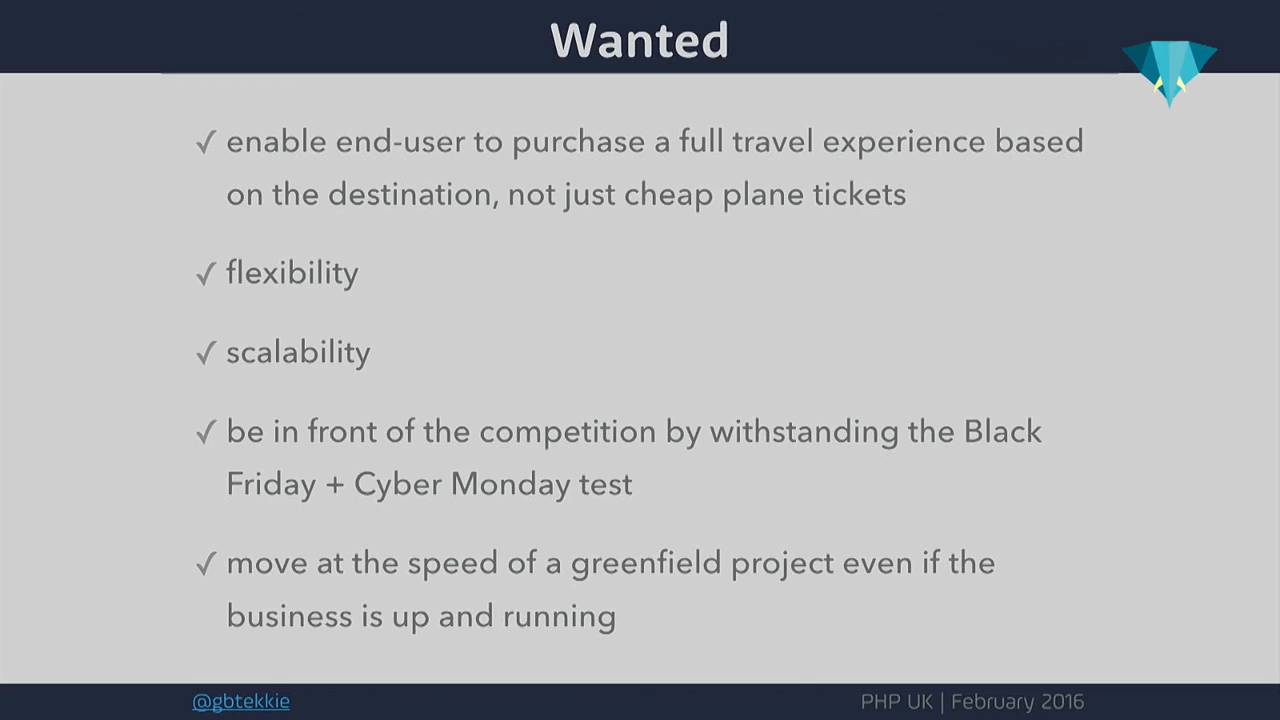 Wanted
✓ enable end-user to purchase a full travel experience based
on the destination, not just cheap plane tickets
✓ flexibility
✓ scalability
✓ be in front of the competition by withstanding the Black
Friday + Cyber Monday test
✓ move at the speed of a greenfield project even if the
business is up and running
@gbtekkie
PHP UK | February 2016